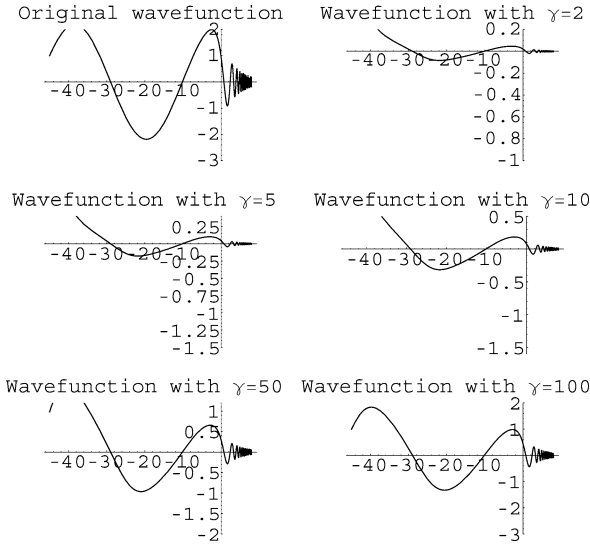 Original wavefunction
2
1
-40 -30 -20 -10
-1
-2
-3
Wavefunction with γ=2
0.2
-40 -30 -20 -10
-0.2
-0.4
-0.6
-0.8
-1
Wavefunction with γ=5
0.25
-40 -30 -20 -10
-0.25
-0.5
-0.75
-1
-1.25
-1.5
Wavefunction with γ=10
0.5
-40 -30 -20 -10
-0.5
-1
-1.5
Wavefunction with γ=50
1
0.5
-40 -30 -20 -10
-0.5
-1
-1.5
-2
Wavefunction with γ=100
2
1
-40 -30 -20 -10
-1
-2
-3